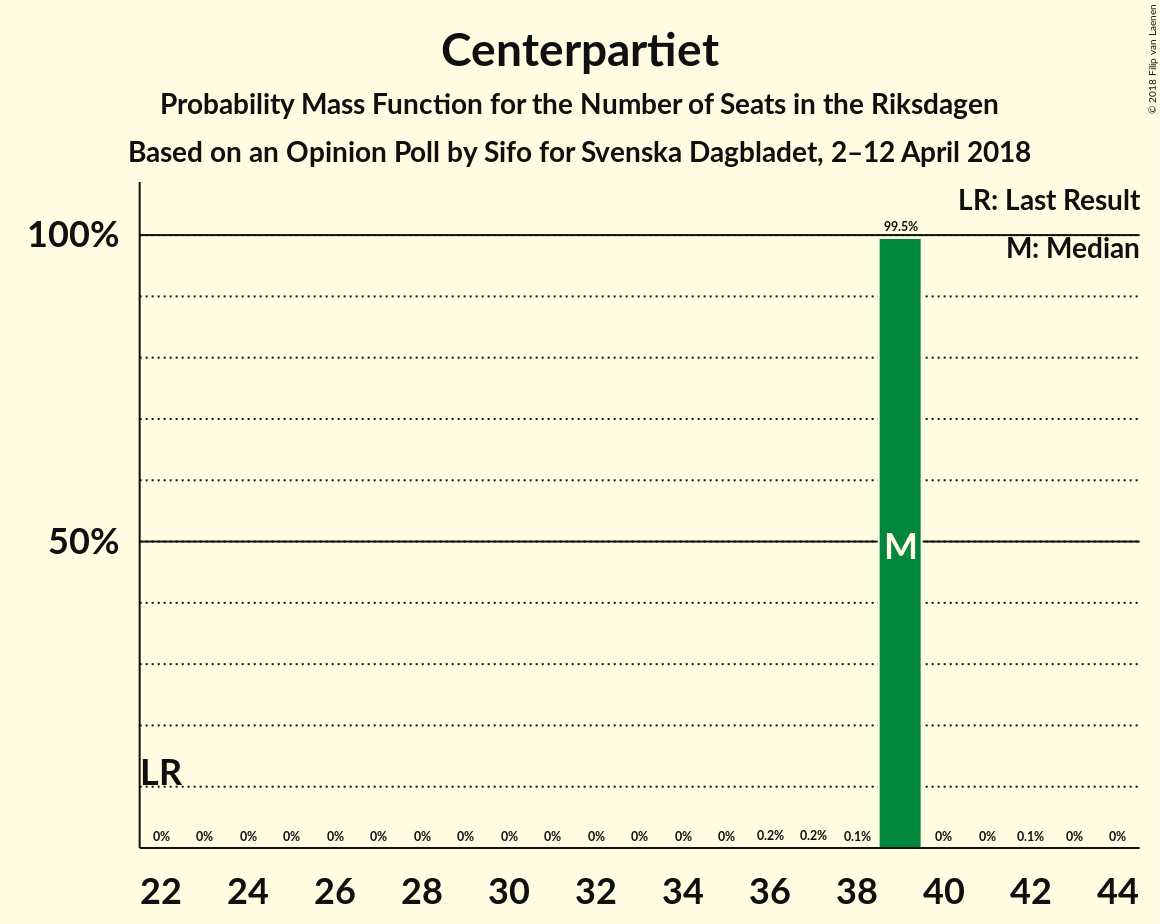 Centerpartiet
Probability Mass Function for the Number of Seats in the Riksdagen
Based on an Opinion Poll by Sifo for Svenska Dagbladet, 2–12 April 2018
© 2018 Filip van Laenen
LR: Last Result
M: Median
100%
50%
99.5%
M
LR
0% 0% 0% 0% 0% 0% 0% 0% 0% 0% 0% 0% 0% 0% 0.2% 0.2% 0.1% 0% 0% 0.1% 0% 0%
22 24 26 28 30 32 34 36 38 40 42 44